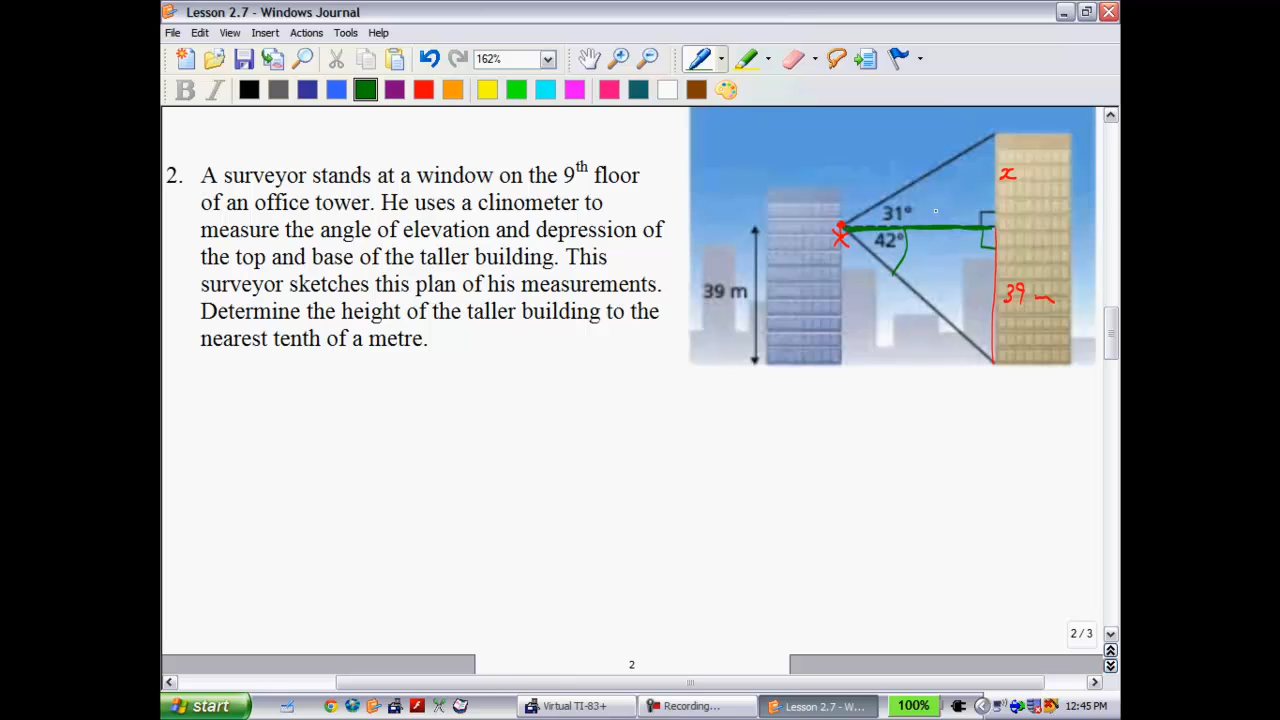 Lesson 2.7 - Windows Journal
File Edit View Insert Actions Tools Help
162%
B I
2. A surveyor stands at a window on the 9th floor
of an office tower. He uses a clinometer to
measure the angle of elevation and depression of
the top and base of the taller building. This
surveyor sketches this plan of his measurements.
Determine the height of the taller building to the
nearest tenth of a metre.
x
31°
42°
39 m
39 m
2 / 3
2
start
Virtual TI-83+
Recording...
Lesson 2.7 - W...
100%
12:45 PM